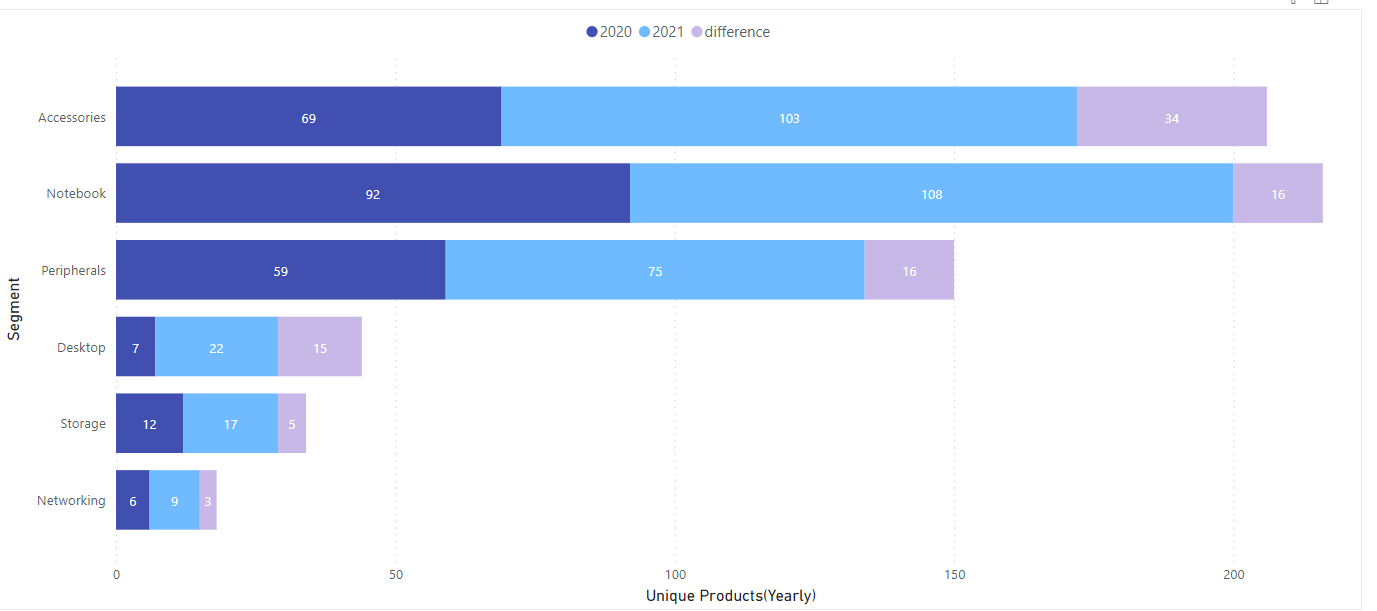 2020 2021 difference
Accessories 69 103 34
Notebook 92 108 16
Peripherals 59 75 16
Desktop 7 22 15
Storage 12 17 5
Networking 6 9 3
Segment
0 50 100 150 200
Unique Products(Yearly)